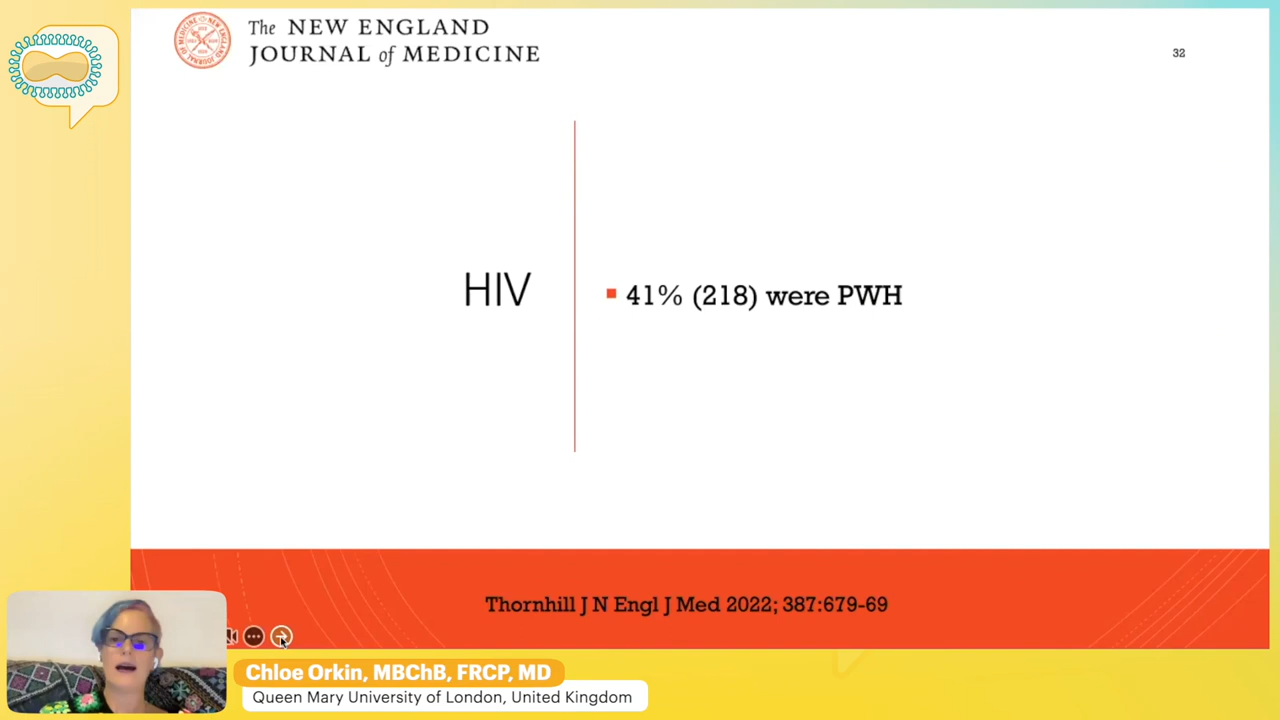 The NEW ENGLAND
JOURNAL of MEDICINE
32
HIV
41% (218) were PWH
Thornhill J N Engl J Med 2022; 387:679-69
Chloe Orkin, MBChB, FRCP, MD
Queen Mary University of London, United Kingdom